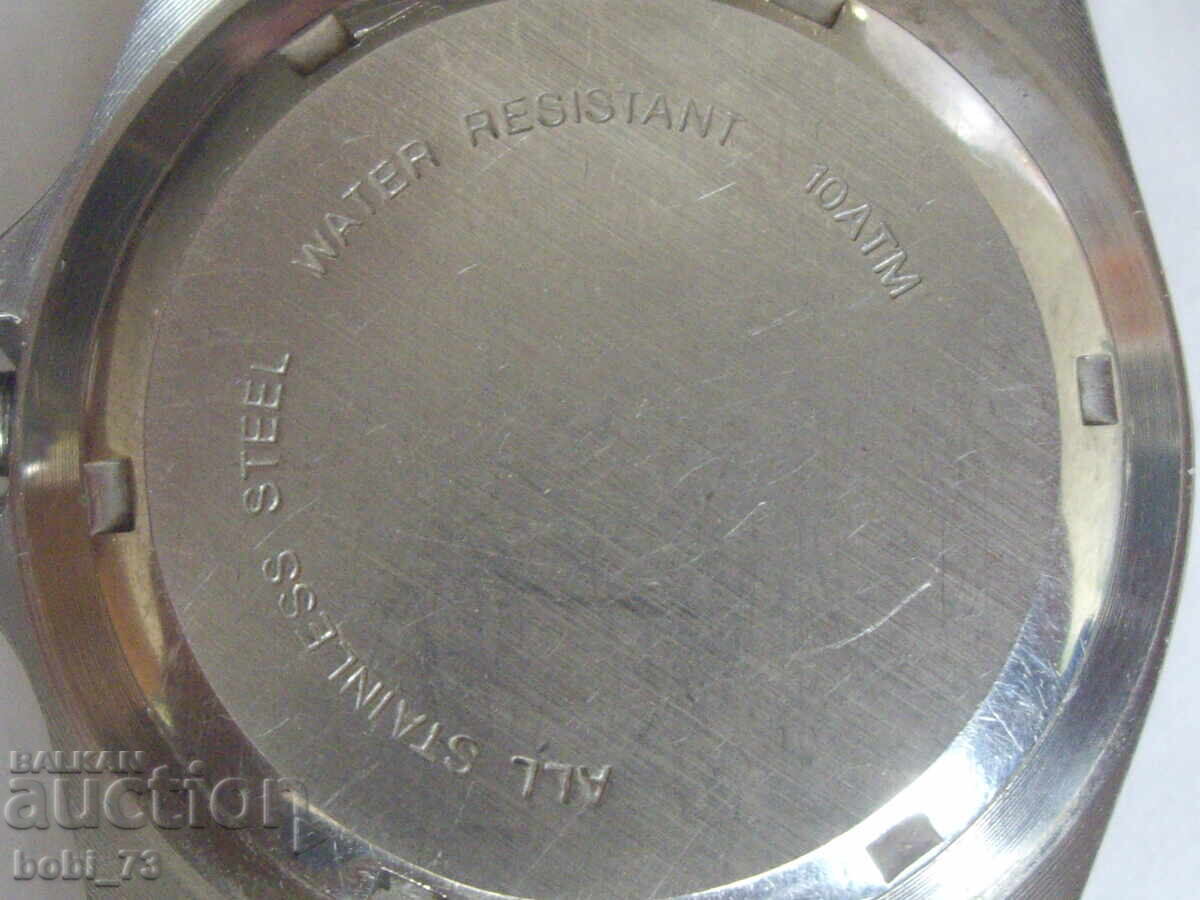 ALL STAINLESS STEEL WATER RESISTANT 10ATM
BALKAN
auction
bobi_73